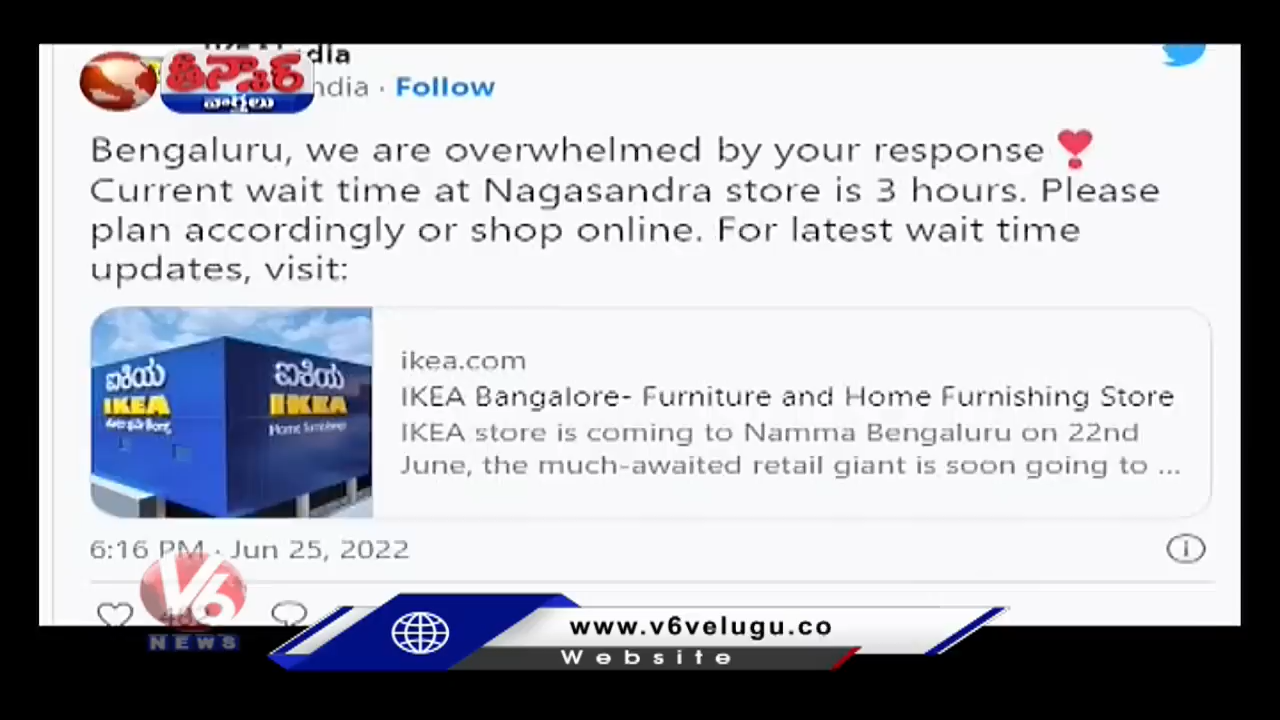 dia
తీన్మార్
వార్తలు
ndia · Follow
Bengaluru, we are overwhelmed by your response
Current wait time at Nagasandra store is 3 hours. Please
plan accordingly or shop online. For latest wait time
updates, visit:
ಐಕಿಯ
IKEA
ಐಕಿಯ
IKEA
Home furnishings
ikea.com
IKEA Bangalore- Furniture and Home Furnishing Store
IKEA store is coming to Namma Bengaluru on 22nd
June, the much-awaited retail giant is soon going to ...
6:16 PM · Jun 25, 2022
V6
NEWS
www.v6velugu.co
Website